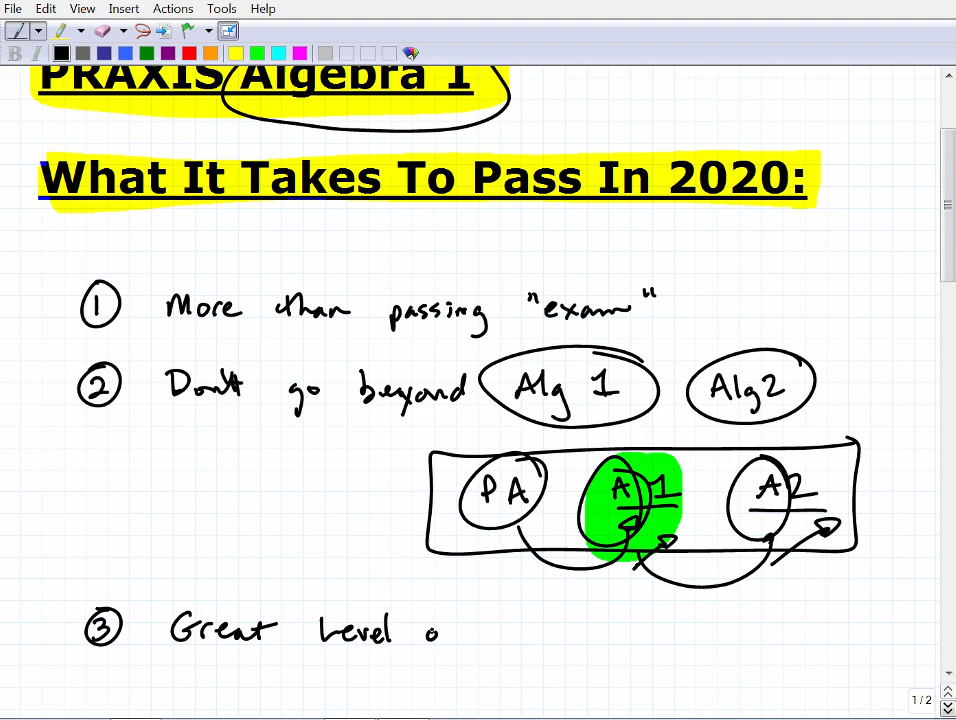 File Edit View Insert Actions Tools Help
B I
PRAXIS Algebra 1
What It Takes To Pass In 2020:
1 More than passing "exam"
2 Don't go beyond Alg 1 Alg2
PA A 1 A2
3 Great Level o
1 / 2